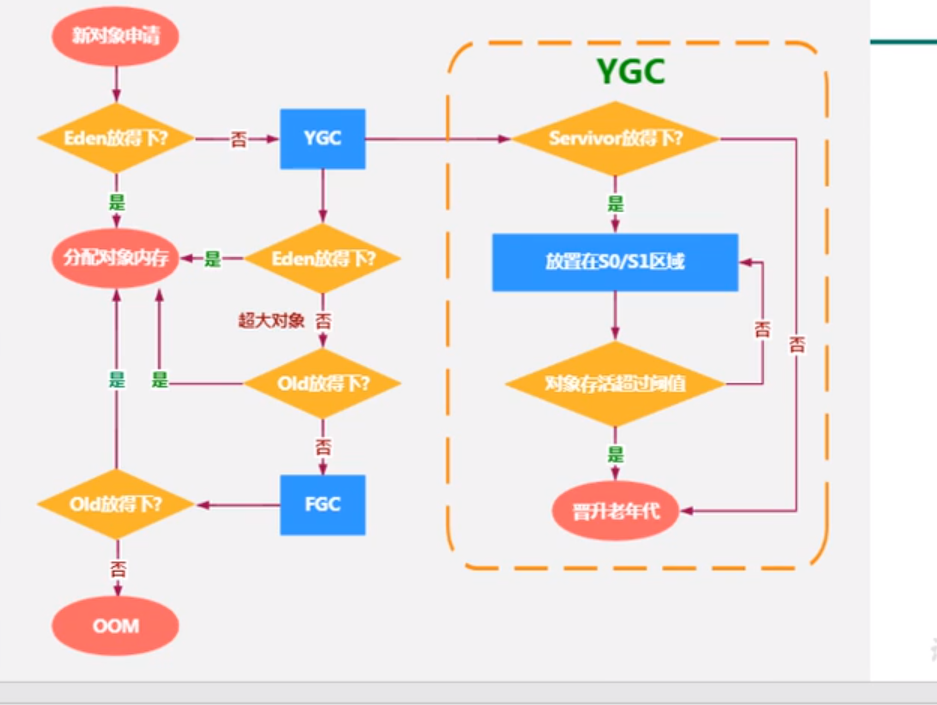 新对象申请
YGC
Eden放得下?
否
YGC
Servivor放得下?
是
是
分配对象内存
是
Eden放得下?
放置在S0/S1区域
超大对象
否
否
否
是
是
Old放得下?
对象存活超过阈值
否
是
Old放得下?
FGC
晋升老年代
否
OOM